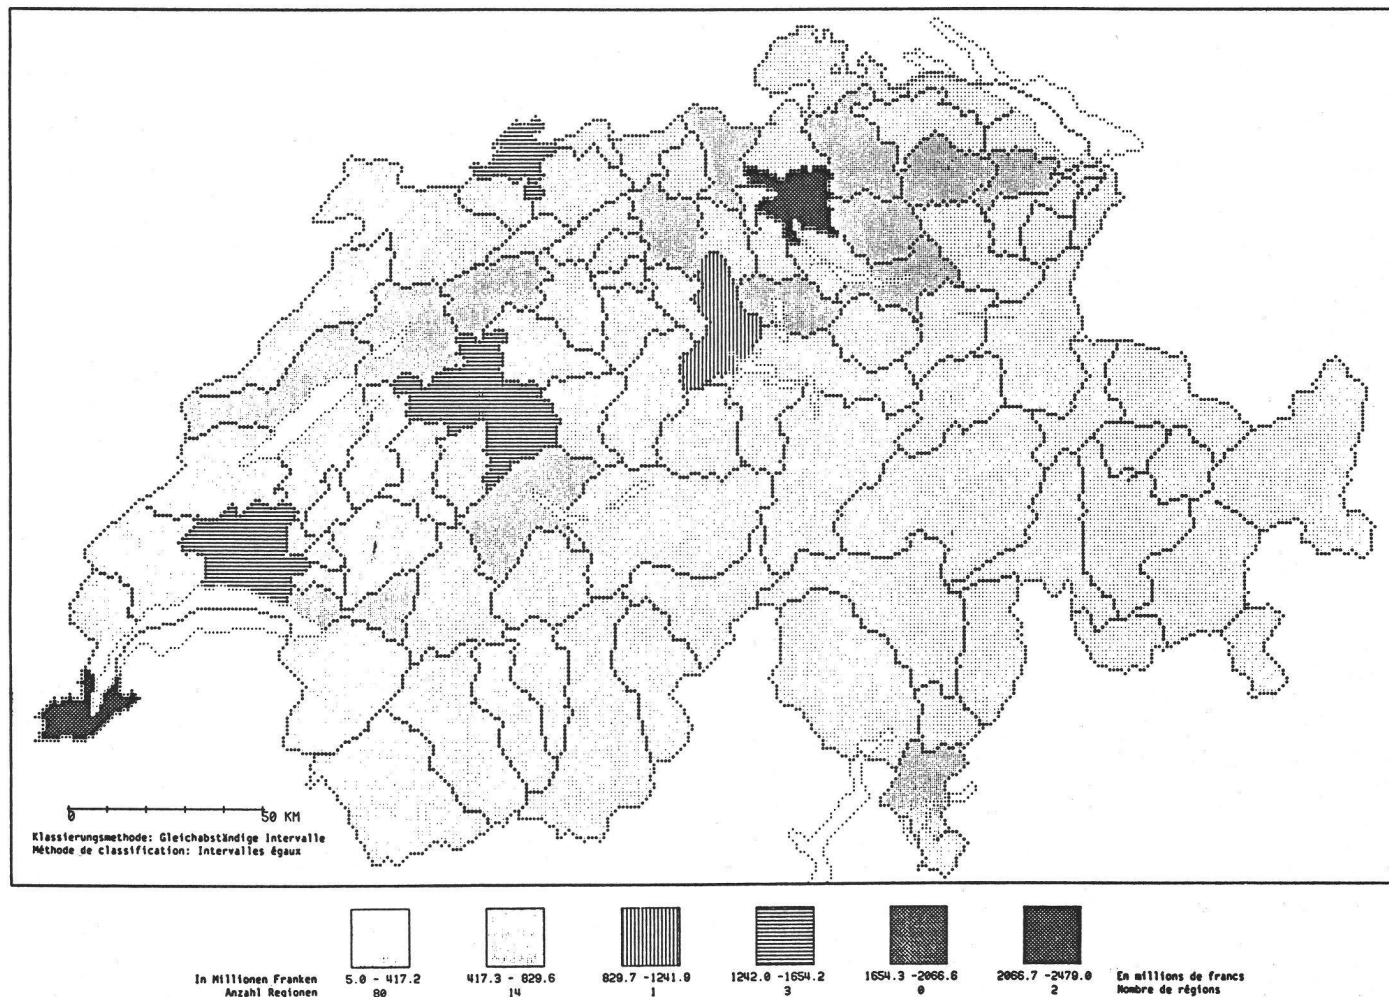 0 50 KM
Klassierungsmethode: Gleichabständige Intervalle
Méthode de classification: Intervalles égaux
In Millionen Franken 5.0 - 417.2 417.3 - 829.6 829.7 -1241.9 1242.0 -1654.2 1654.3 -2066.6 2066.7 -2479.0 En millions de francs
Anzahl Regionen 80 14 1 3 0 2 Nombre de régions